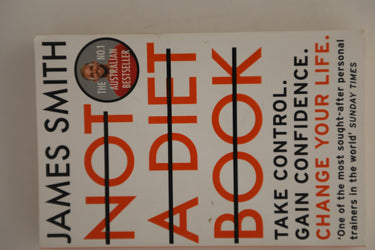 JAMES SMITH
THE NO.1
AUSTRALIAN
BESTSELLER
NOT
A DIET
BOOK
TAKE CONTROL.
GAIN CONFIDENCE.
CHANGE YOUR LIFE.
'One of the most sought-after personal
trainers in the world' SUNDAY TIMES